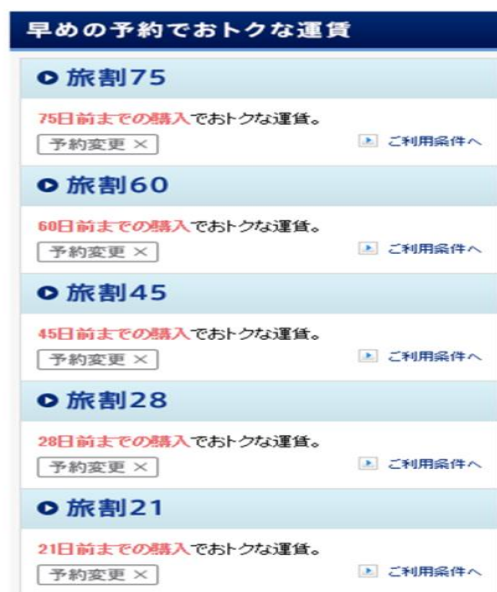 早めの予約でおトクな運賃
旅割75
75日前までの購入でおトクな運賃。
予約変更 ×
ご利用条件へ
旅割60
60日前までの購入でおトクな運賃。
予約変更 ×
ご利用条件へ
旅割45
45日前までの購入でおトクな運賃。
予約変更 ×
ご利用条件へ
旅割28
28日前までの購入でおトクな運賃。
予約変更 ×
ご利用条件へ
旅割21
21日前までの購入でおトクな運賃。
予約変更 ×
ご利用条件へ